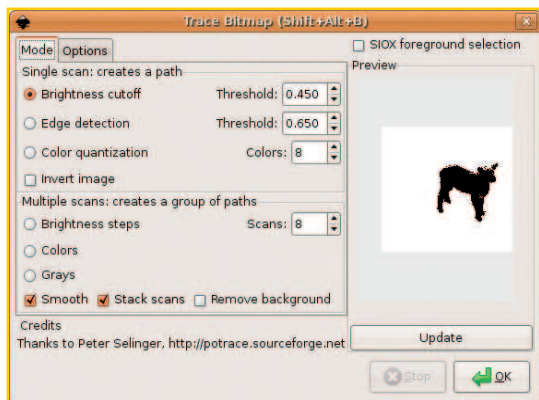 Trace Bitmap (Shift+Alt+B)
Mode Options
SIOX foreground selection
Single scan: creates a path
Preview
Brightness cutoff Threshold: 0.450
Edge detection Threshold: 0.650
Color quantization Colors: 8
Invert image
Multiple scans: creates a group of paths
Brightness steps Scans: 8
Colors
Grays
Smooth Stack scans Remove background
Credits
Thanks to Peter Selinger, http://potrace.sourceforge.net
Update
Stop OK